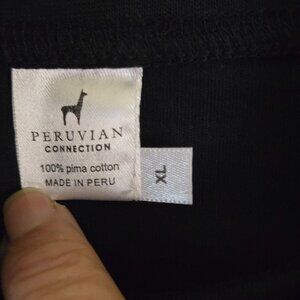 PERUVIAN
CONNECTION
100% pima cotton
MADE IN PERU
XL